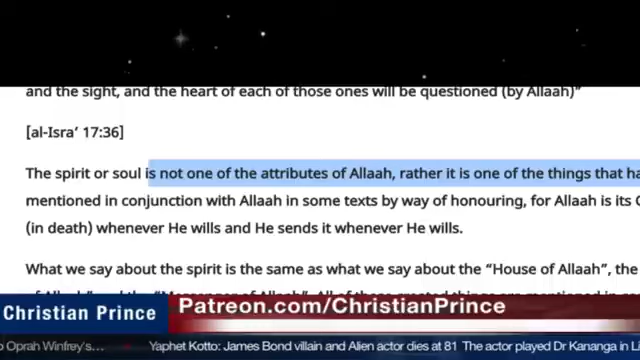 and the sight, and the heart of each of those ones will be questioned (by Allaah)”
[al-Isra’ 17:36]
The spirit or soul is not one of the attributes of Allaah, rather it is one of the things that ha
mentioned in conjunction with Allaah in some texts by way of honouring, for Allaah is its
(in death) whenever He wills and He sends it whenever He wills.
What we say about the spirit is the same as what we say about the “House of Allaah”, the
Christian Prince
Patreon.com/ChristianPrince
Oprah Winfrey's... Yaphet Kotto: James Bond villain and Alien actor dies at 81 The actor played Dr Kananga in Li